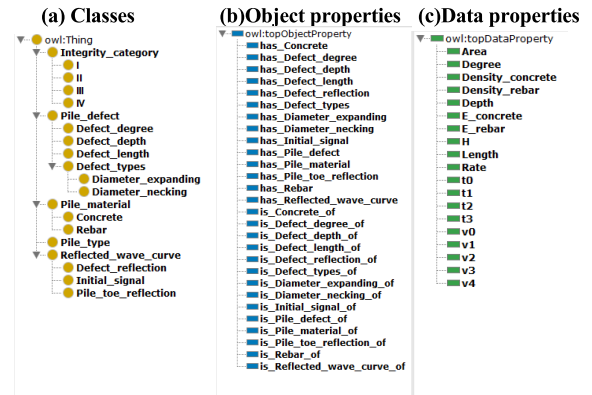 (a) Classes
owl:Thing
Integrity_category
I
II
III
IV
Pile_defect
Defect_degree
Defect_depth
Defect_length
Defect_types
Diameter_expanding
Diameter_necking
Pile_material
Concrete
Rebar
Pile_type
Reflected_wave_curve
Defect_reflection
Initial_signal
Pile_toe_reflection
(b)Object properties
owl:topObjectProperty
has_Concrete
has_Defect_degree
has_Defect_depth
has_Defect_length
has_Defect_reflection
has_Defect_types
has_Diameter_expanding
has_Diameter_necking
has_Initial_signal
has_Pile_defect
has_Pile_material
has_Pile_toe_reflection
has_Rebar
has_Reflected_wave_curve
is_Concrete_of
is_Defect_degree_of
is_Defect_depth_of
is_Defect_length_of
is_Defect_reflection_of
is_Defect_types_of
is_Diameter_expanding_of
is_Diameter_necking_of
is_Initial_signal_of
is_Pile_defect_of
is_Pile_material_of
is_Pile_toe_reflection_of
is_Rebar_of
is_Reflected_wave_curve_of
(c)Data properties
owl:topDataProperty
Area
Degree
Density_concrete
Density_rebar
Depth
E_concrete
E_rebar
H
Length
Rate
t0
t1
t2
t3
v0
v1
v2
v3
v4